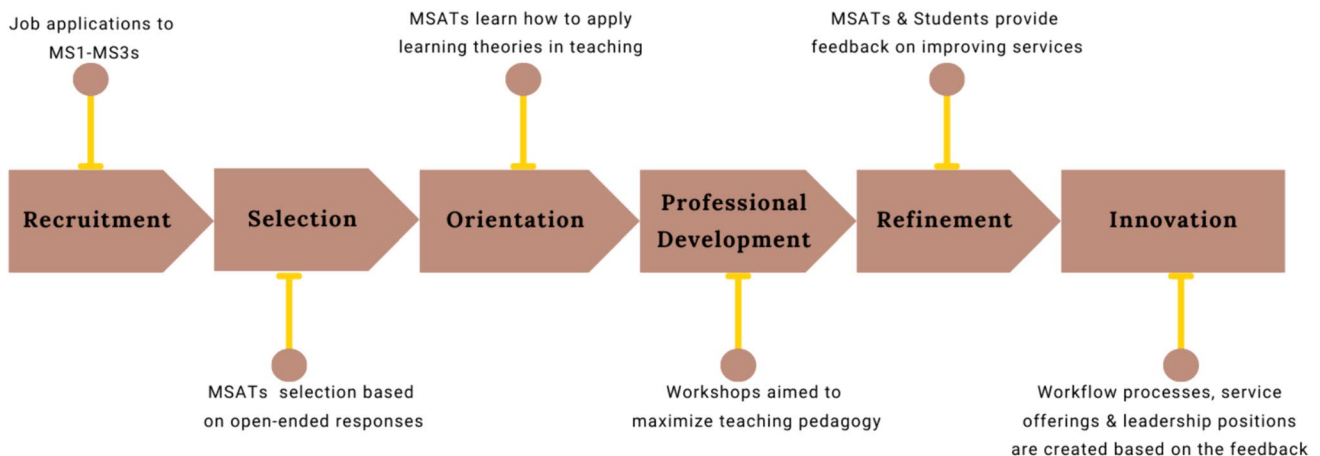 Job applications to
MS1-MS3s
MSATs learn how to apply
learning theories in teaching
MSATs & Students provide
feedback on improving services
Recruitment
Selection
Orientation
Professional
Development
Refinement
Innovation
MSATs selection based
on open-ended responses
Workshops aimed to
maximize teaching pedagogy
Workflow processes, service
offerings & leadership positions
are created based on the feedback